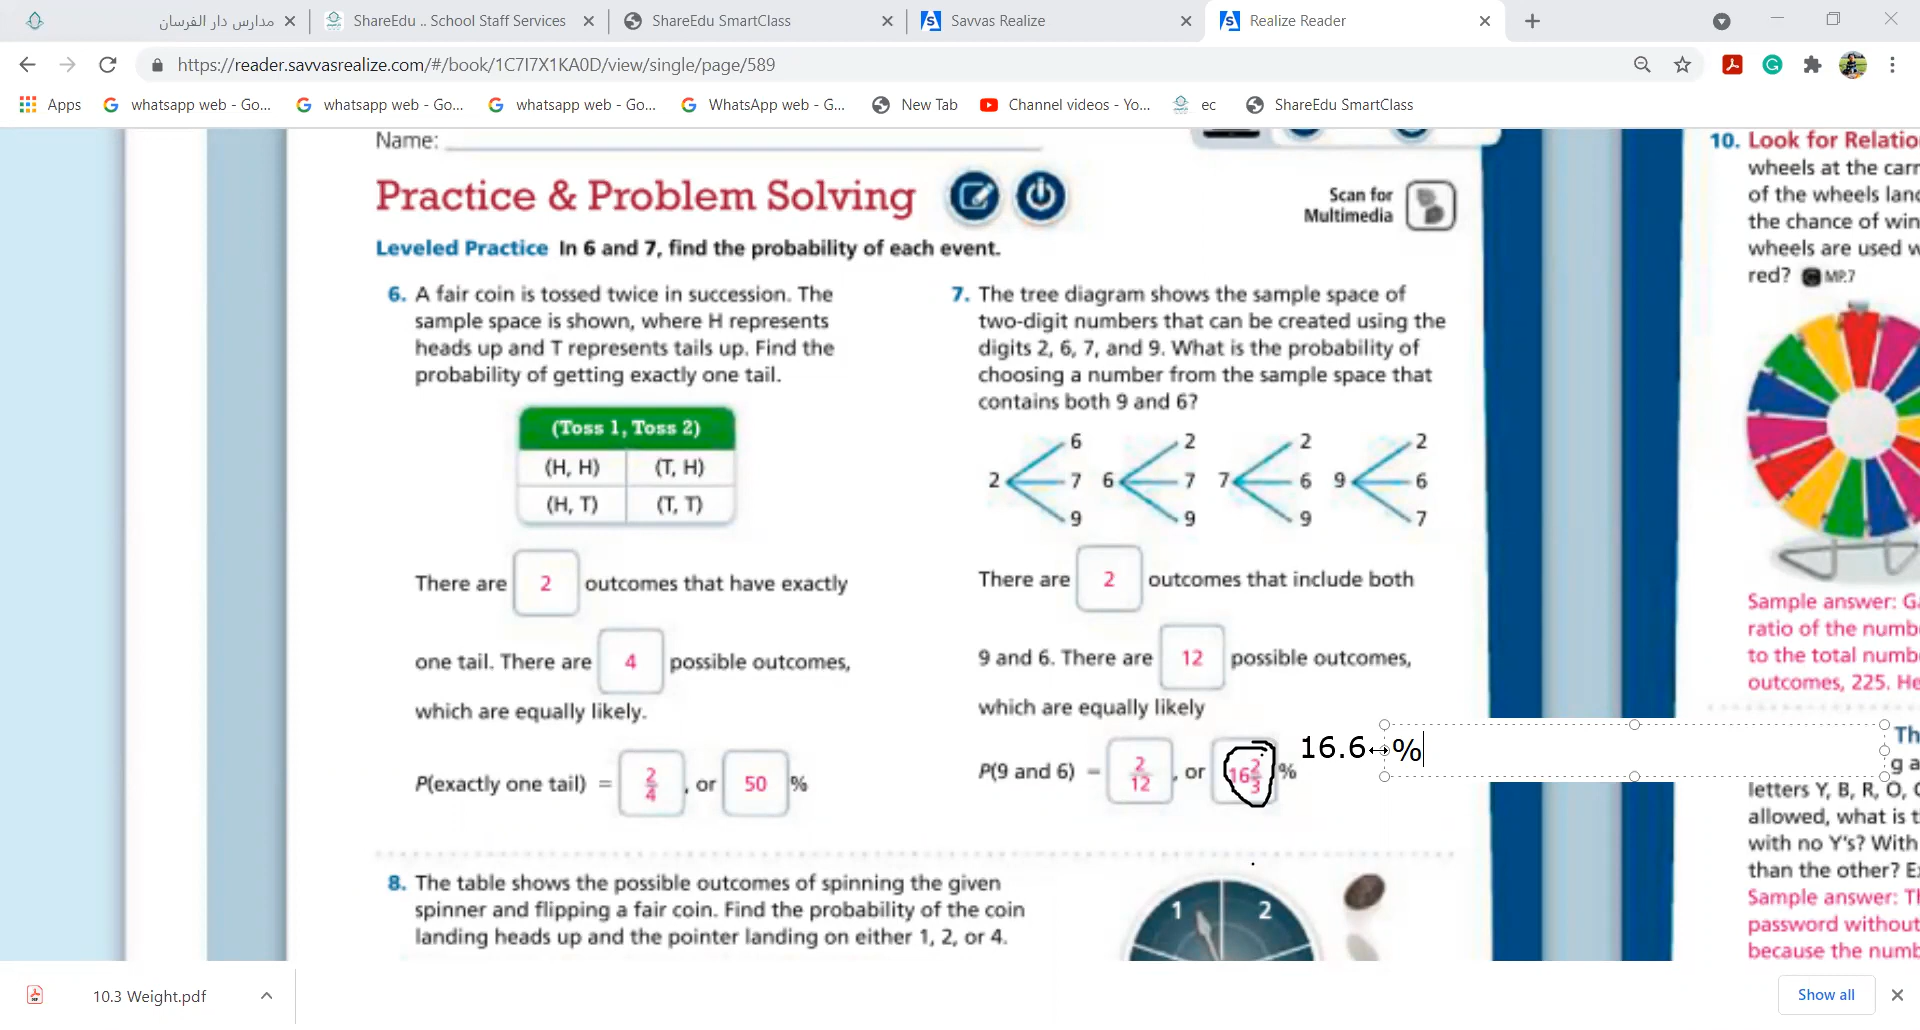 مدارس دار الفرسان
ShareEdu .. School Staff Services
ShareEdu SmartClass
Savvas Realize
Realize Reader
https://reader.savvasrealize.com/#/book/1C7I7X1KA0D/view/single/page/589
Apps
whatsapp web - Go...
whatsapp web - Go...
whatsapp web - Go...
WhatsApp web - G...
New Tab
Channel videos - Yo...
ec
ShareEdu SmartClass
Name:
Practice & Problem Solving
Scan for
Multimedia
Leveled Practice In 6 and 7, find the probability of each event.
6. A fair coin is tossed twice in succession. The
sample space is shown, where H represents
heads up and T represents tails up. Find the
probability of getting exactly one tail.
(Toss 1, Toss 2)
(H, H) (T, H)
(H, T) (T, T)
There are 2 outcomes that have exactly
one tail. There are 4 possible outcomes,
which are equally likely.
P(exactly one tail) = 2/4, or 50 %
7. The tree diagram shows the sample space of
two-digit numbers that can be created using the
digits 2, 6, 7, and 9. What is the probability of
choosing a number from the sample space that
contains both 9 and 6?
6 2 2 2
2 7 6 7 7 6 9 6
9 9 9 7
There are 2 outcomes that include both
9 and 6. There are 12 possible outcomes,
which are equally likely
P(9 and 6) = 2/12, or 16 2/3 %
16.6 %
8. The table shows the possible outcomes of spinning the given
spinner and flipping a fair coin. Find the probability of the coin
landing heads up and the pointer landing on either 1, 2, or 4.
1 2
10. Look for Relatio
wheels at the carn
of the wheels land
the chance of win
wheels are used w
red? MP.7
Sample answer: Ga
ratio of the numbe
to the total numbe
outcomes, 225. He
Th
g a
letters Y, B, R, O, G
allowed, what is t
with no Y's? With
than the other? Ex
Sample answer: Th
password without
because the numb
10.3 Weight.pdf
Show all